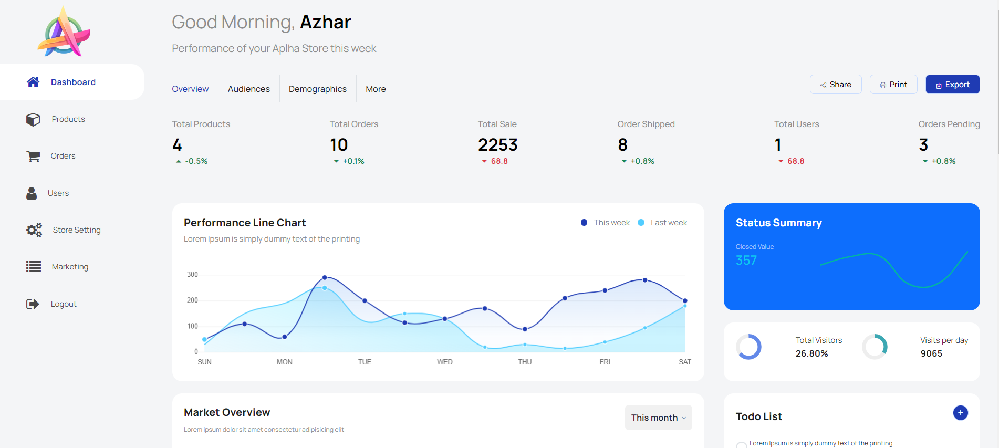 Good Morning, Azhar
Performance of your Aplha Store this week
Dashboard
Products
Orders
Users
Store Setting
Marketing
Logout
Overview
Audiences
Demographics
More
Share
Print
Export
Total Products
4
-0.5%
Total Orders
10
+0.1%
Total Sale
2253
68.8
Order Shipped
8
+0.8%
Total Users
1
68.8
Orders Pending
3
+0.8%
Performance Line Chart
Lorem Ipsum is simply dummy text of the printing
This week
Last week
300
200
100
0
SUN
MON
TUE
WED
THU
FRI
SAT
Status Summary
Closed Value
357
Total Visitors
26.80%
Visits per day
9065
Market Overview
Lorem ipsum dolor sit amet consectetur adipisicing elit
This month
Todo List
+
Lorem Ipsum is simply dummy text of the printing